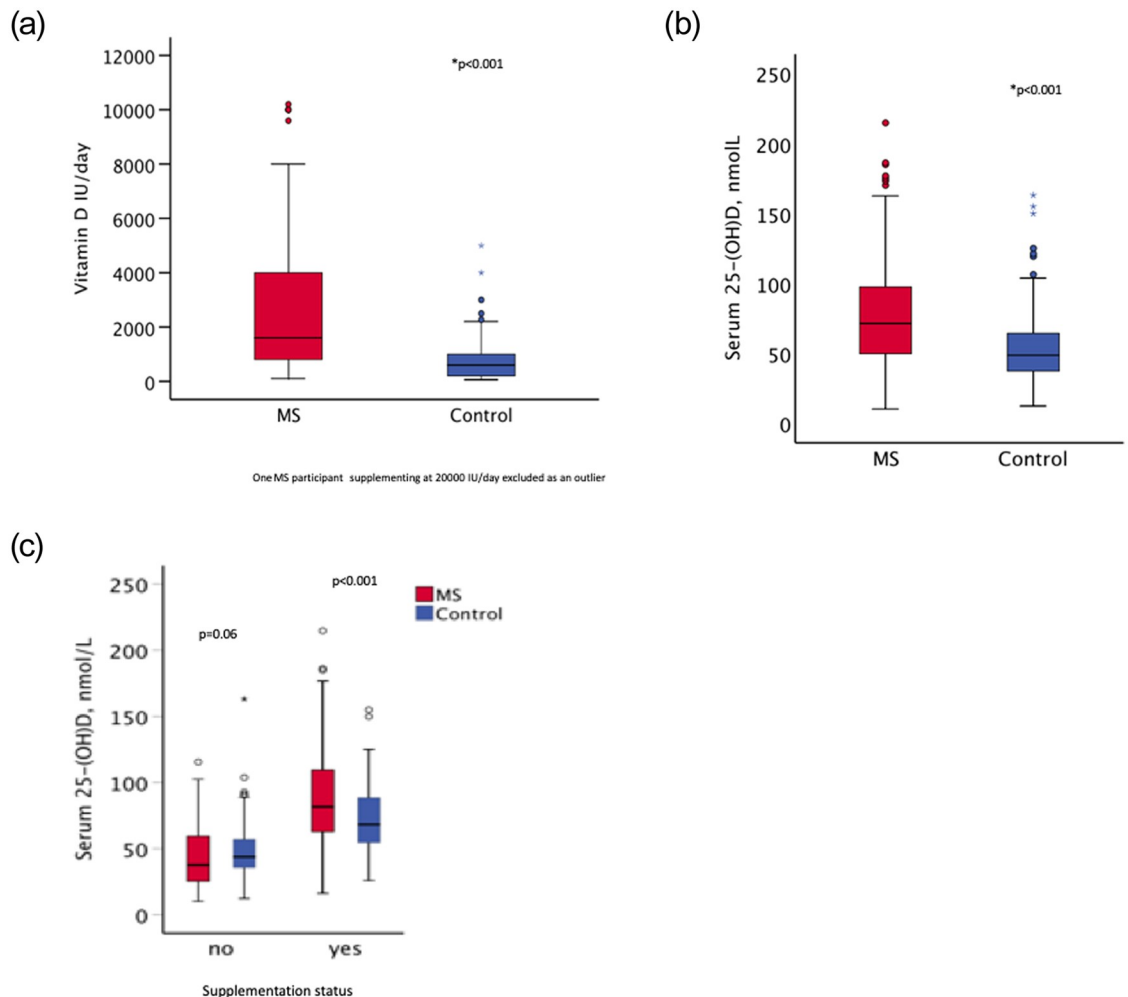 (a)
12000
10000
8000
6000
4000
2000
0
Vitamin D IU/day
*p<0.001
MS Control
One MS participant supplementing at 20000 IU/day excluded as an outlier
(b)
250
200
150
100
50
0
Serum 25-(OH)D, nmolL
*p<0.001
MS Control
(c)
250
200
150
100
50
0
Serum 25-(OH)D, nmol/L
p=0.06
p<0.001
MS
Control
no yes
Supplementation status